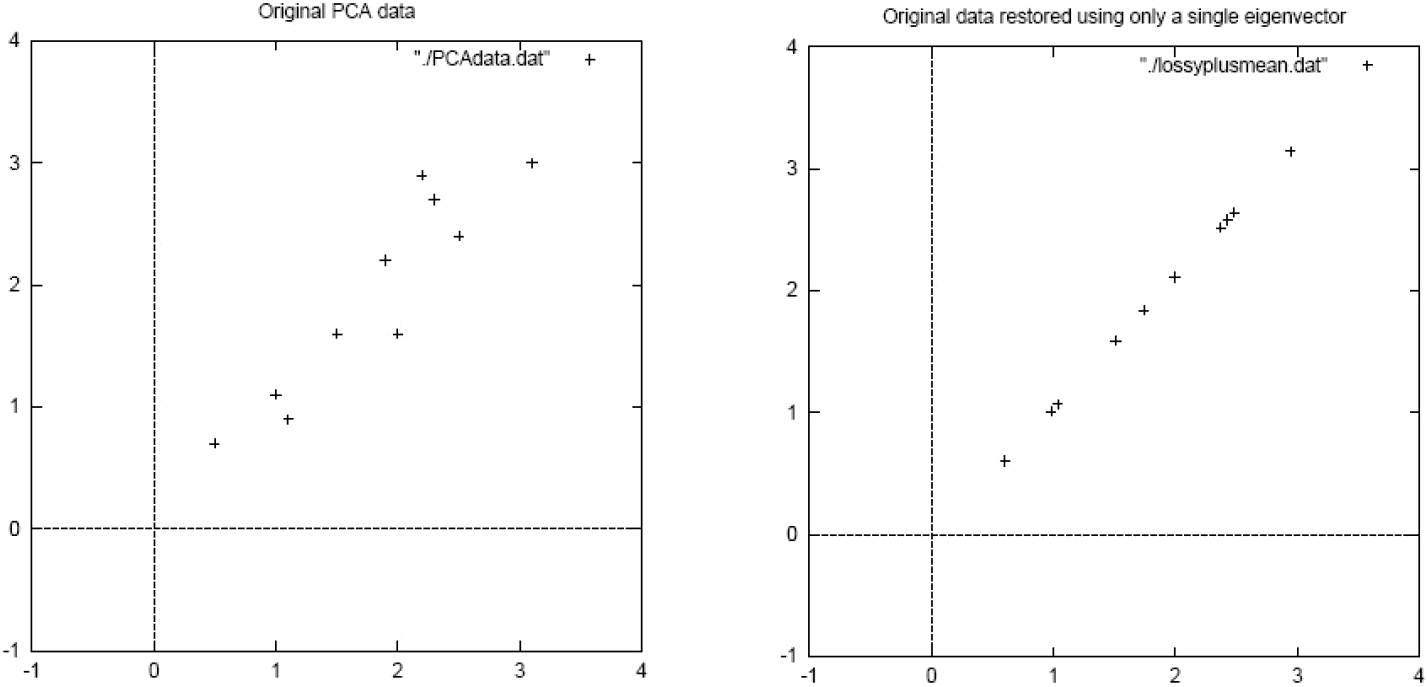 Original PCA data
4
"./PCAdata.dat"
3
2
1
0
-1
-1 0 1 2 3 4
Original data restored using only a single eigenvector
4
"./lossyplusmean.dat"
3
2
1
0
-1
-1 0 1 2 3 4